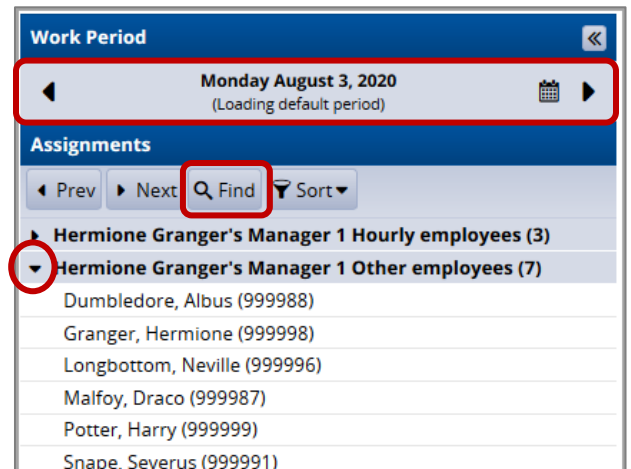 Work Period
Monday August 3, 2020
(Loading default period)
Assignments
Prev Next Find Sort
Hermione Granger's Manager 1 Hourly employees (3)
Hermione Granger's Manager 1 Other employees (7)
Dumbledore, Albus (999988)
Granger, Hermione (999998)
Longbottom, Neville (999996)
Malfoy, Draco (999987)
Potter, Harry (999999)
Snape, Severus (999991)